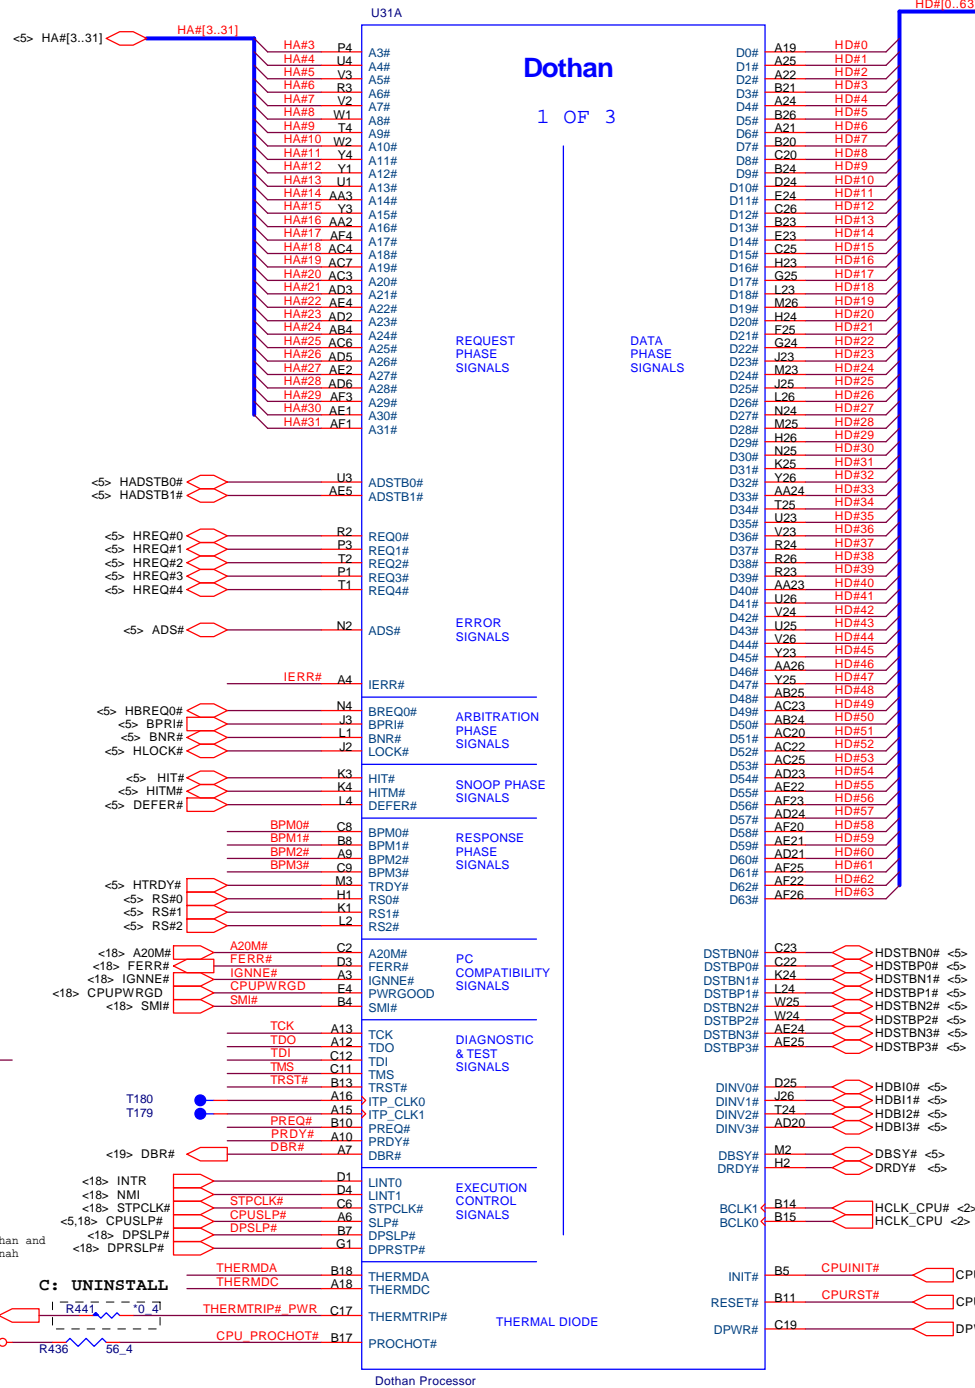 U31A
HD#[0..63
<5> HA#[3..31]
HA#[3..31]
Dothan
1 OF 3
HA#3 P4 A3#
HA#4 U4 A4#
HA#5 V3 A5#
HA#6 R3 A6#
HA#7 V2 A7#
HA#8 W1 A8#
HA#9 T4 A9#
HA#10 W2 A10#
HA#11 Y4 A11#
HA#12 Y1 A12#
HA#13 U1 A13#
HA#14 AA3 A14#
HA#15 Y3 A15#
HA#16 AA2 A16#
HA#17 AF4 A17#
HA#18 AC4 A18#
HA#19 AC7 A19#
HA#20 AC3 A20#
HA#21 AD3 A21#
HA#22 AE4 A22#
HA#23 AD2 A23#
HA#24 AB4 A24#
HA#25 AC6 A25#
HA#26 AD5 A26#
HA#27 AE2 A27#
HA#28 AD6 A28#
HA#29 AF3 A29#
HA#30 AE1 A30#
HA#31 AF1 A31#
REQUEST
PHASE
SIGNALS
<5> HADSTB0# U3 ADSTB0#
<5> HADSTB1# AE5 ADSTB1#
<5> HREQ#0 R2 REQ0#
<5> HREQ#1 P3 REQ1#
<5> HREQ#2 T2 REQ2#
<5> HREQ#3 P1 REQ3#
<5> HREQ#4 T1 REQ4#
<5> ADS# N2 ADS#
ERROR
SIGNALS
IERR# A4 IERR#
<5> HBREQ0# N4 BREQ0#
<5> BPRI# J3 BPRI#
<5> BNR# L1 BNR#
<5> HLOCK# J2 LOCK#
ARBITRATION
PHASE
SIGNALS
<5> HIT# K3 HIT#
<5> HITM# K4 HITM#
<5> DEFER# L4 DEFER#
SNOOP PHASE
SIGNALS
BPM0# C8 BPM0#
BPM1# B8 BPM1#
BPM2# A9 BPM2#
BPM3# C9 BPM3#
<5> HTRDY# M3 TRDY#
<5> RS#0 H1 RS0#
<5> RS#1 K1 RS1#
<5> RS#2 L2 RS2#
RESPONSE
PHASE
SIGNALS
<18> A20M# A20M# C2 A20M#
<18> FERR# FERR# D3 FERR#
<18> IGNNE# IGNNE# A3 IGNNE#
<18> CPUPWRGD CPUPWRGD E4 PWRGOOD
<18> SMI# SMI# B4 SMI#
PC
COMPATIBILITY
SIGNALS
TCK A13 TCK
TDO A12 TDO
TDI C12 TDI
TMS C11 TMS
TRST# B13 TRST#
T180 A16 ITP_CLK0
T179 A15 ITP_CLK1
PREQ# B10 PREQ#
PRDY# A10 PRDY#
<19> DBR# DBR# A7 DBR#
DIAGNOSTIC
& TEST
SIGNALS
<18> INTR D1 LINT0
<18> NMI D4 LINT1
<18> STPCLK# STPCLK# C6 STPCLK#
<5,18> CPUSLP# CPUSLP# A6 SLP#
<18> DPSLP# DPSLP# B7 DPSLP#
<18> DPRSLP# G1 DPRSTP#
EXECUTION
CONTROL
SIGNALS
han and
nah
C: UNINSTALL
THERMDA B18 THERMDA
THERMDC A18 THERMDC
R441 *0_4 THERMTRIP#_PWR C17 THERMTRIP#
R436 56_4 CPU_PROCHOT# B17 PROCHOT#
THERMAL DIODE
DATA
PHASE
SIGNALS
D0# A19 HD#0
D1# A25 HD#1
D2# A22 HD#2
D3# B21 HD#3
D4# A24 HD#4
D5# B26 HD#5
D6# A21 HD#6
D7# B20 HD#7
D8# C20 HD#8
D9# B24 HD#9
D10# D24 HD#10
D11# E24 HD#11
D12# C26 HD#12
D13# B23 HD#13
D14# E23 HD#14
D15# C25 HD#15
D16# H23 HD#16
D17# G25 HD#17
D18# L23 HD#18
D19# M26 HD#19
D20# H24 HD#20
D21# F25 HD#21
D22# G24 HD#22
D23# J23 HD#23
D24# M23 HD#24
D25# J25 HD#25
D26# L26 HD#26
D27# N24 HD#27
D28# M25 HD#28
D29# H26 HD#29
D30# N25 HD#30
D31# K25 HD#31
D32# Y26 HD#32
D33# AA24 HD#33
D34# T25 HD#34
D35# U23 HD#35
D36# V23 HD#36
D37# R24 HD#37
D38# R26 HD#38
D39# R23 HD#39
D40# AA23 HD#40
D41# U26 HD#41
D42# V24 HD#42
D43# U25 HD#43
D44# V26 HD#44
D45# Y23 HD#45
D46# AA26 HD#46
D47# Y25 HD#47
D48# AB25 HD#48
D49# AC23 HD#49
D50# AB24 HD#50
D51# AC20 HD#51
D52# AC22 HD#52
D53# AC25 HD#53
D54# AD23 HD#54
D55# AE22 HD#55
D56# AF23 HD#56
D57# AD24 HD#57
D58# AF20 HD#58
D59# AE21 HD#59
D60# AD21 HD#60
D61# AF25 HD#61
D62# AF22 HD#62
D63# AF26 HD#63
DSTBN0# C23 HDSTBN0# <5>
DSTBP0# C22 HDSTBP0# <5>
DSTBN1# K24 HDSTBN1# <5>
DSTBP1# L24 HDSTBP1# <5>
DSTBN2# W25 HDSTBN2# <5>
DSTBP2# W24 HDSTBP2# <5>
DSTBN3# AE24 HDSTBN3# <5>
DSTBP3# AE25 HDSTBP3# <5>
DINV0# D25 HDBI0# <5>
DINV1# J26 HDBI1# <5>
DINV2# T24 HDBI2# <5>
DINV3# AD20 HDBI3# <5>
DBSY# M2 DBSY# <5>
DRDY# H2 DRDY# <5>
BCLK1 B14 HCLK_CPU# <2>
BCLK0 B15 HCLK_CPU <2>
INIT# B5 CPUINIT# CPU
RESET# B11 CPURST# CPU
DPWR# C19 DPW
Dothan Processor